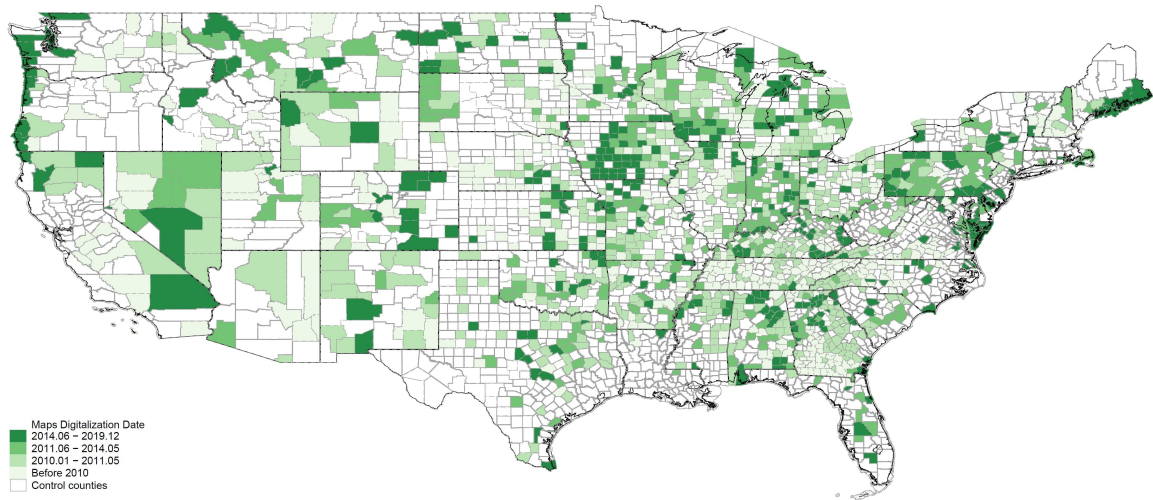 Maps Digitalization Date
2014.06 − 2019.12
2011.06 − 2014.05
2010.01 − 2011.05
Before 2010
Control counties